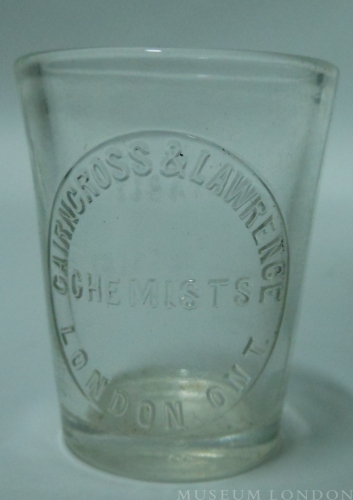 CAIRNCROSS & LAWRENCE
CHEMISTS
LONDON ONT.
MUSEUM LONDON